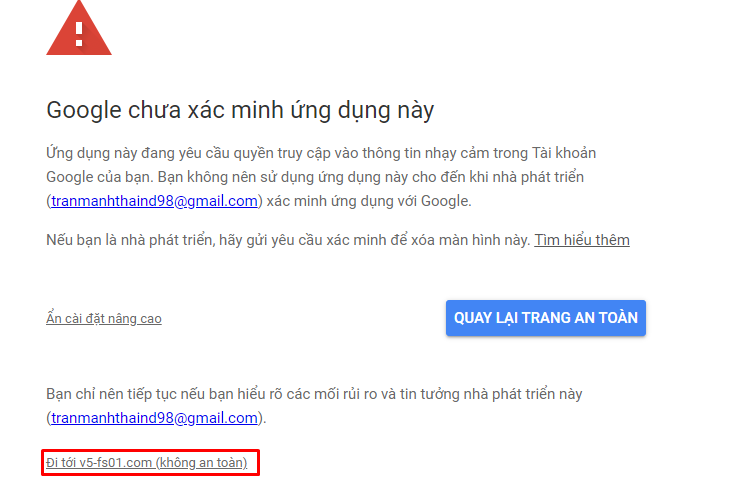 Google chưa xác minh ứng dụng này
Ứng dụng này đang yêu cầu quyền truy cập vào thông tin nhạy cảm trong Tài khoản
Google của bạn. Bạn không nên sử dụng ứng dụng này cho đến khi nhà phát triển
(tranmanhthaind98@gmail.com) xác minh ứng dụng với Google.
Nếu bạn là nhà phát triển, hãy gửi yêu cầu xác minh để xóa màn hình này. Tìm hiểu thêm
Ẩn cài đặt nâng cao
QUAY LẠI TRANG AN TOÀN
Bạn chỉ nên tiếp tục nếu bạn hiểu rõ các mối rủi ro và tin tưởng nhà phát triển này
(tranmanhthaind98@gmail.com).
Đi tới v5-fs01.com (không an toàn)